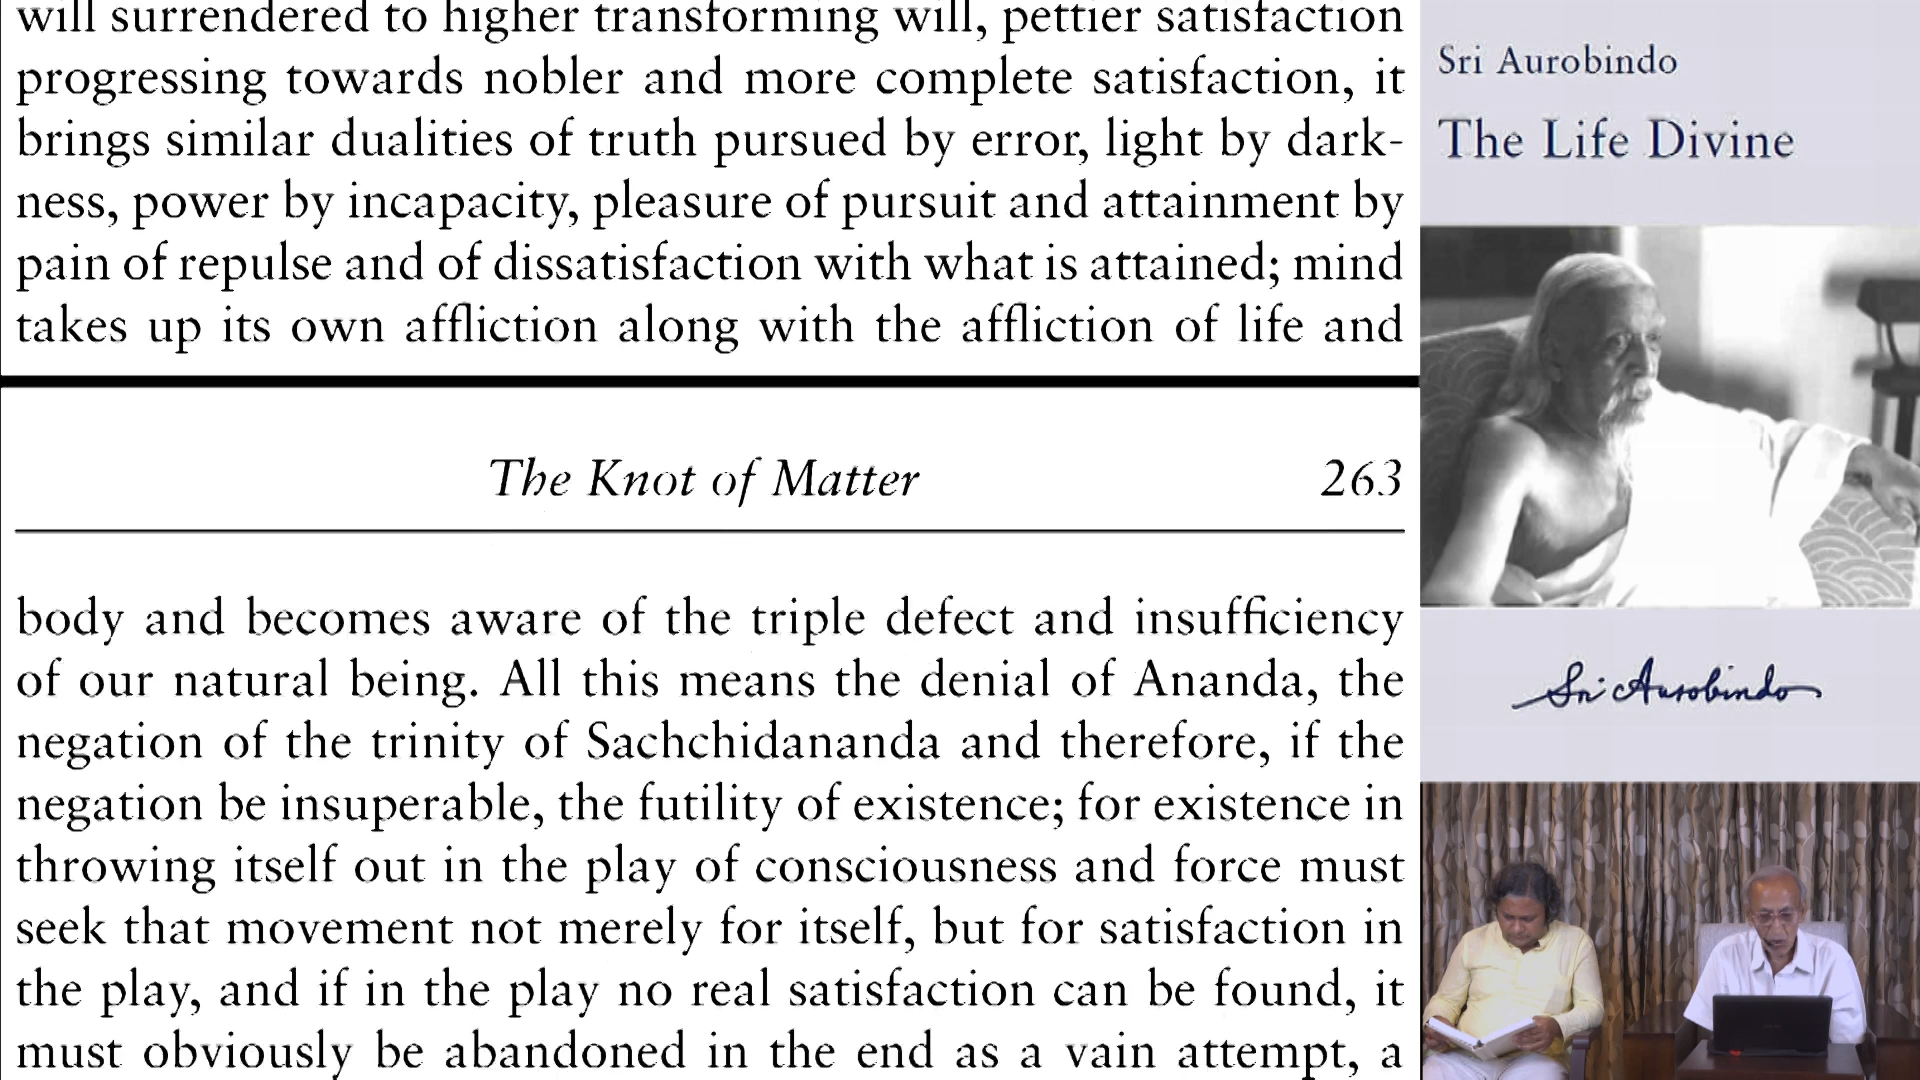 will surrendered to higher transforming will, pettier satisfaction
progressing towards nobler and more complete satisfaction, it
brings similar dualities of truth pursued by error, light by dark-
ness, power by incapacity, pleasure of pursuit and attainment by
pain of repulse and of dissatisfaction with what is attained; mind
takes up its own affliction along with the affliction of life and
The Knot of Matter 263
body and becomes aware of the triple defect and insufficiency
of our natural being. All this means the denial of Ananda, the
negation of the trinity of Sachchidananda and therefore, if the
negation be insuperable, the futility of existence; for existence in
throwing itself out in the play of consciousness and force must
seek that movement not merely for itself, but for satisfaction in
the play, and if in the play no real satisfaction can be found, it
must obviously be abandoned in the end as a vain attempt, a
Sri Aurobindo
The Life Divine
Sri Aurobindo